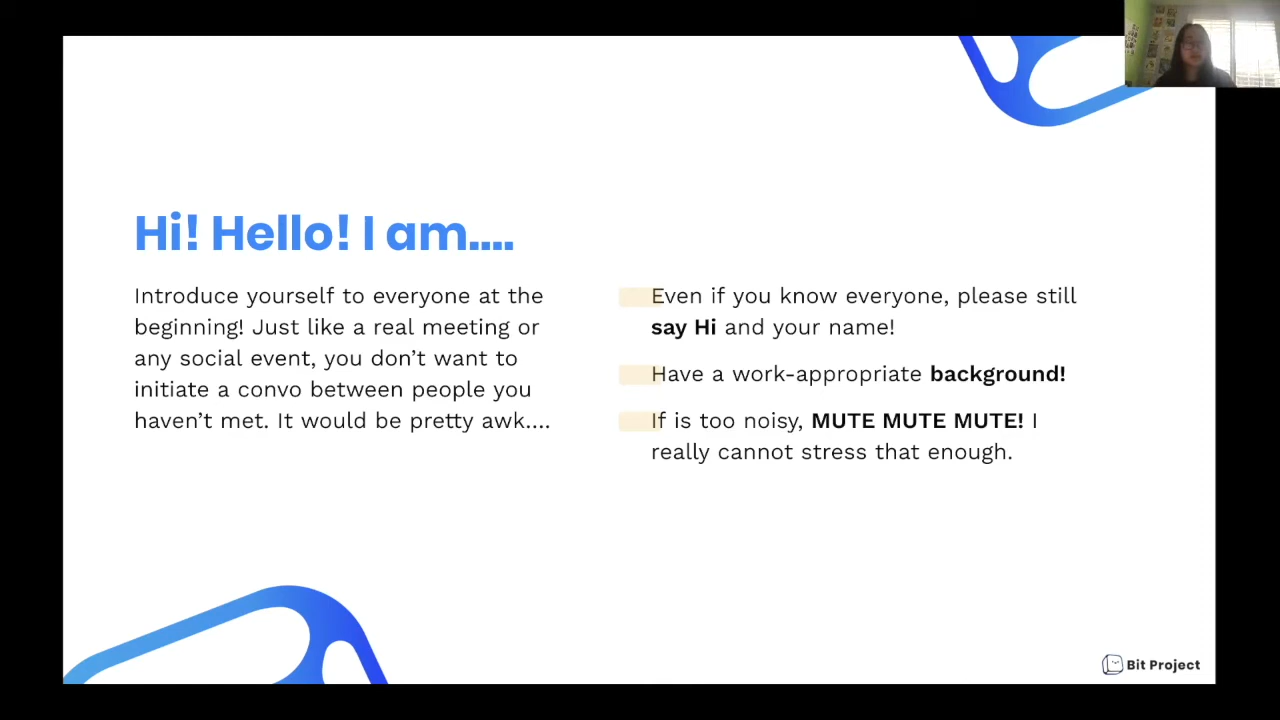 Hi! Hello! I am....
Introduce yourself to everyone at the
beginning! Just like a real meeting or
any social event, you don’t want to
initiate a convo between people you
haven’t met. It would be pretty awk....
Even if you know everyone, please still
say Hi and your name!
Have a work-appropriate background!
If is too noisy, MUTE MUTE MUTE! I
really cannot stress that enough.
Bit Project